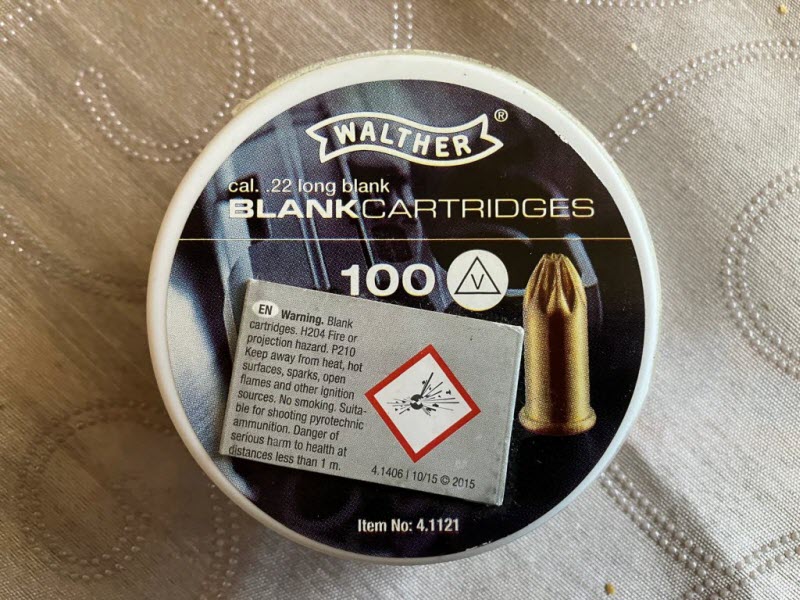 WALTHER®
cal. .22 long blank
BLANKCARTRIDGES
100 V
EN Warning. Blank
cartridges. H204 Fire or
projection hazard. P210
Keep away from heat, hot
surfaces, sparks, open
flames and other ignition
sources. No smoking. Suita-
ble for shooting pyrotechnic
ammunition. Danger of
serious harm to health at
distances less than 1 m.
4.1406 | 10/15 © 2015
Item No: 4.1121